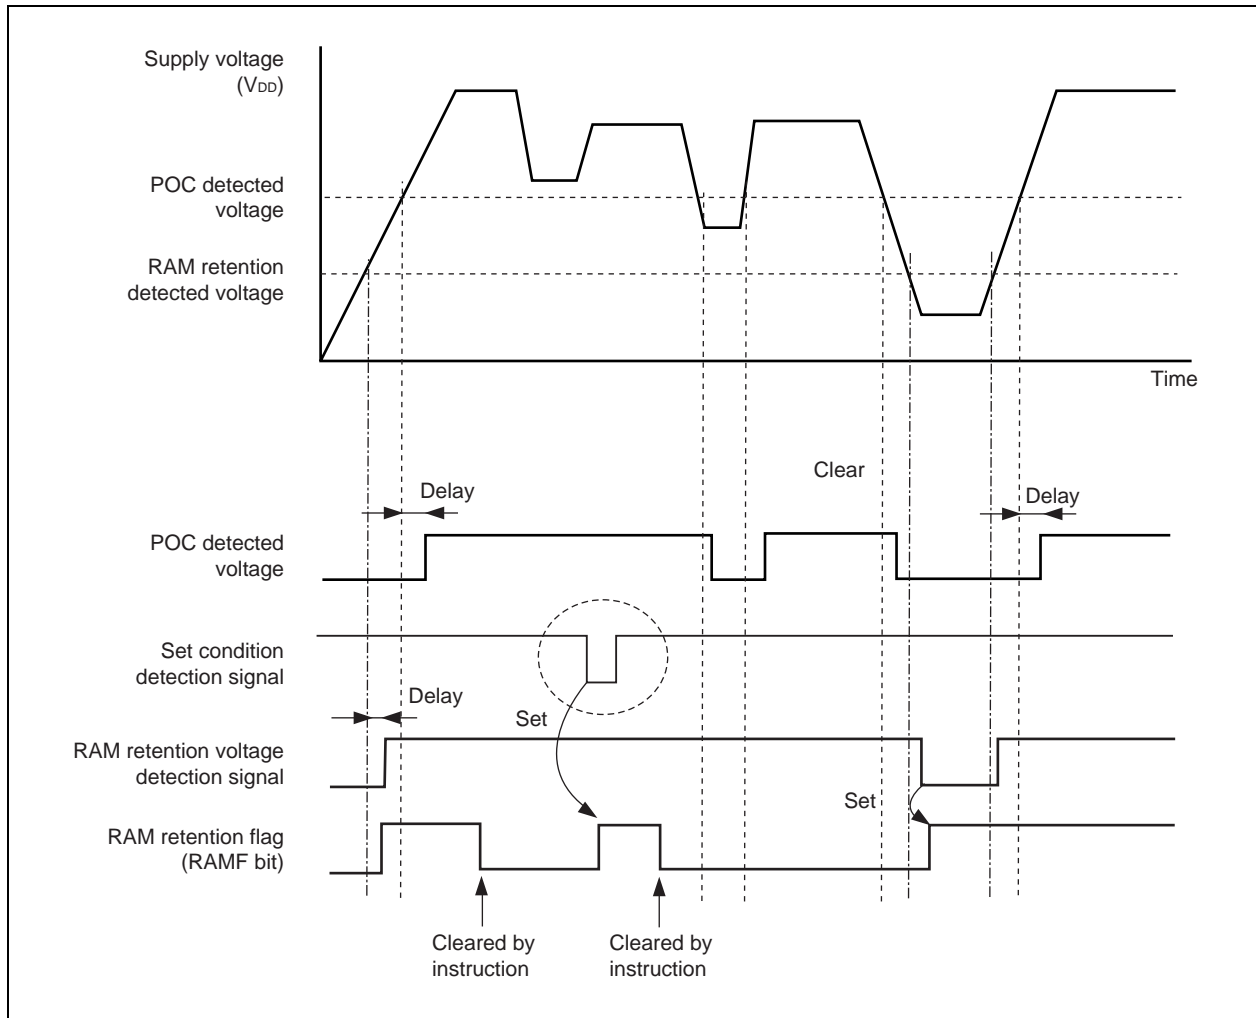 Supply voltage
(VDD)
POC detected
voltage
RAM retention
detected voltage
Time
Clear
Delay
Delay
POC detected
voltage
Set condition
detection signal
Delay
Set
RAM retention voltage
detection signal
Set
RAM retention flag
(RAMF bit)
Cleared by
instruction
Cleared by
instruction